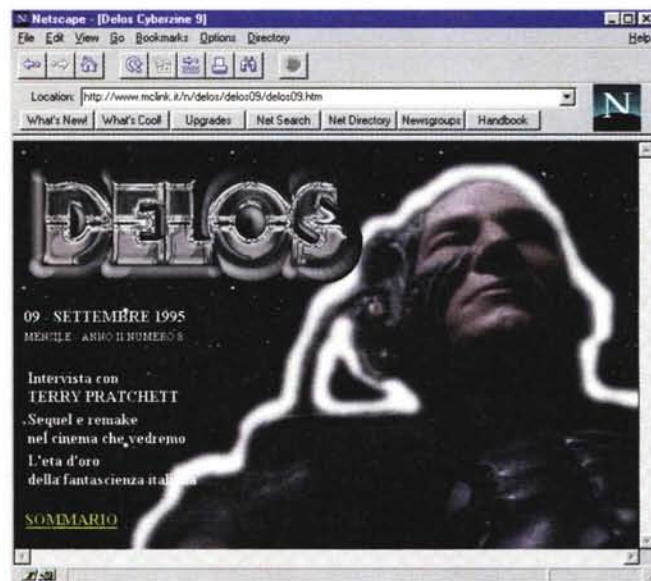 Netscape - [Delos Cyberzine 9]
File Edit View Go Bookmarks Options Directory Help
Location: http://www.mclink.it/n/delos/delos09/delos09.htm
N
What's New! What's Cool! Upgrades Net Search Net Directory Newsgroups Handbook
DELOS
09 - SETTEMBRE 1995
MENSILE - ANNO II NUMERO 8
Intervista con
TERRY PRATCHETT
Sequel e remake
nel cinema che vedremo
L'eta d'oro
della fantascienza italiana
SOMMARIO